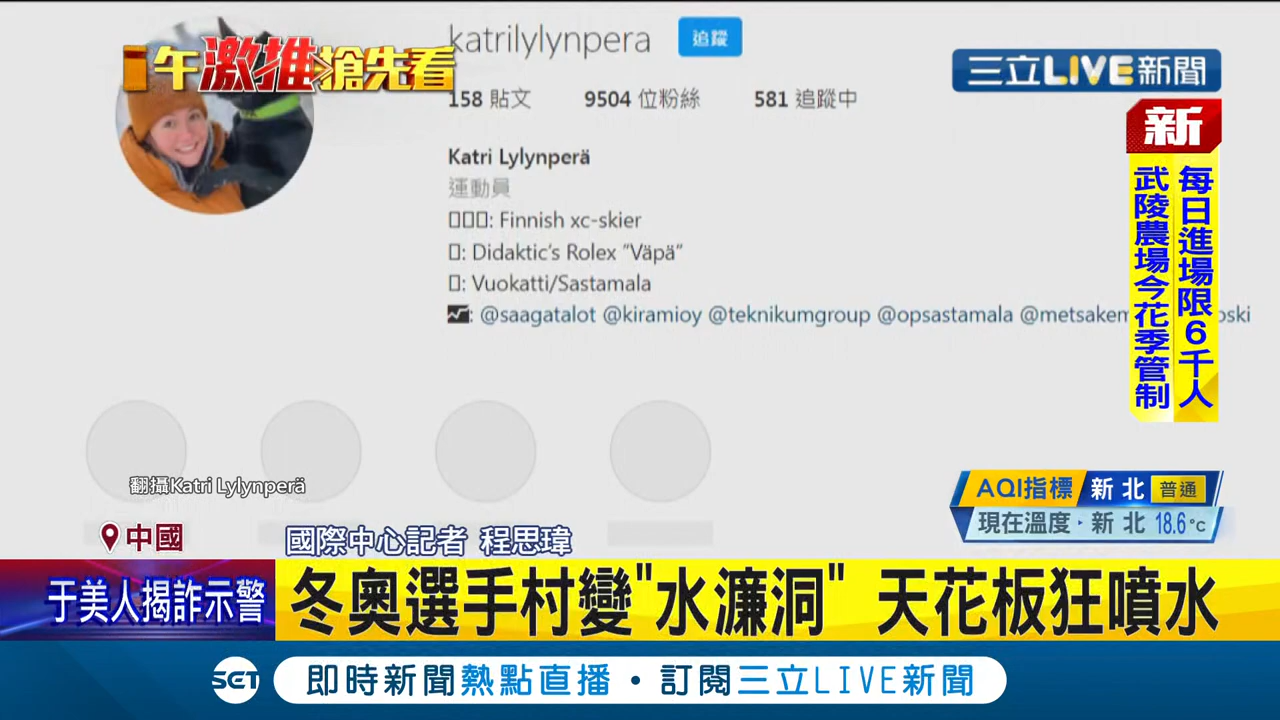 午激推搶先看
katrilylynpera 追蹤
158 貼文 9504 位粉絲 581 追蹤中
Katri Lylynperä
運動員
: Finnish xc-skier
: Didaktic's Rolex "Väpä"
: Vuokatti/Sastamala
: @saagatalot @kiramioy @teknikumgroup @opsastamala @metsakem oski
三立LIVE新聞
新
每日進場限6千人
武陵農場今花季管制
翻攝Katri Lylynperä
AQI指標 新北 普通
現在溫度· 新北 18.6°c
中國
國際中心記者 程思瑋
于美人揭詐示警
冬奧選手村變"水濂洞" 天花板狂噴水
SET 即時新聞熱點直播·訂閱三立LIVE新聞